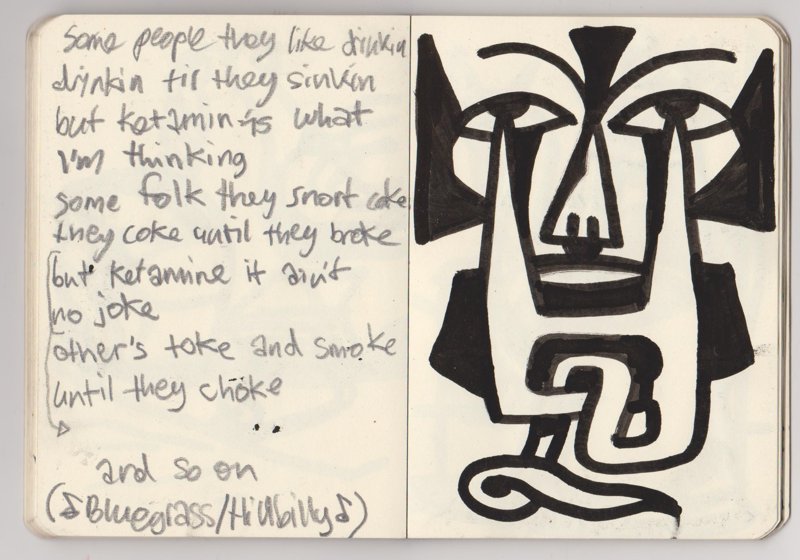 some people they like drinkin
drinkin til they sinkin
but ketamin is what
I'm thinking
some folk they snort coke
they coke until they broke
but ketamine it ain't
no joke
other's toke and smoke
until they choke
and so on
(♪Bluegrass/Hillbilly♪)